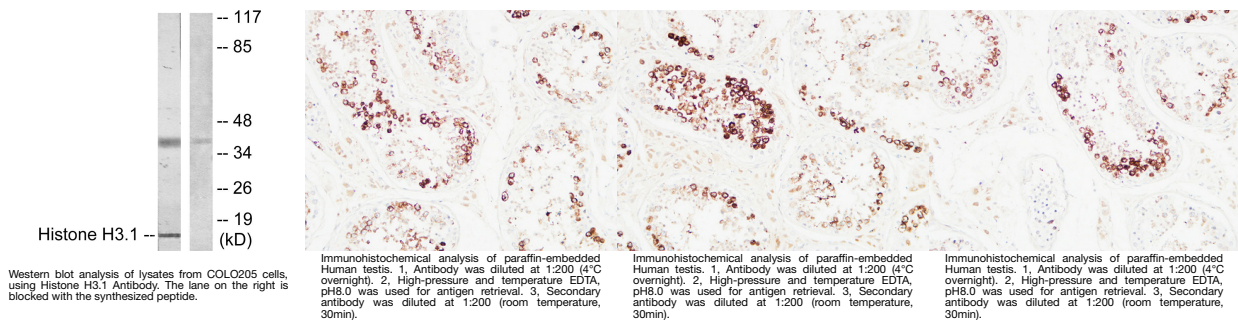 -- 117
-- 85
-- 48
-- 34
-- 26
-- 19
Histone H3.1 --
(kD)
Western blot analysis of lysates from COLO205 cells,
using Histone H3.1 Antibody. The lane on the right is
blocked with the synthesized peptide.
Immunohistochemical analysis of paraffin-embedded
Human testis. 1, Antibody was diluted at 1:200 (4°C
overnight). 2, High-pressure and temperature EDTA,
pH8.0 was used for antigen retrieval. 3, Secondary
antibody was diluted at 1:200 (room temperature,
30min).
Immunohistochemical analysis of paraffin-embedded
Human testis. 1, Antibody was diluted at 1:200 (4°C
overnight). 2, High-pressure and temperature EDTA,
pH8.0 was used for antigen retrieval. 3, Secondary
antibody was diluted at 1:200 (room temperature,
30min).
Immunohistochemical analysis of paraffin-embedded
Human testis. 1, Antibody was diluted at 1:200 (4°C
overnight). 2, High-pressure and temperature EDTA,
pH8.0 was used for antigen retrieval. 3, Secondary
antibody was diluted at 1:200 (room temperature,
30min).